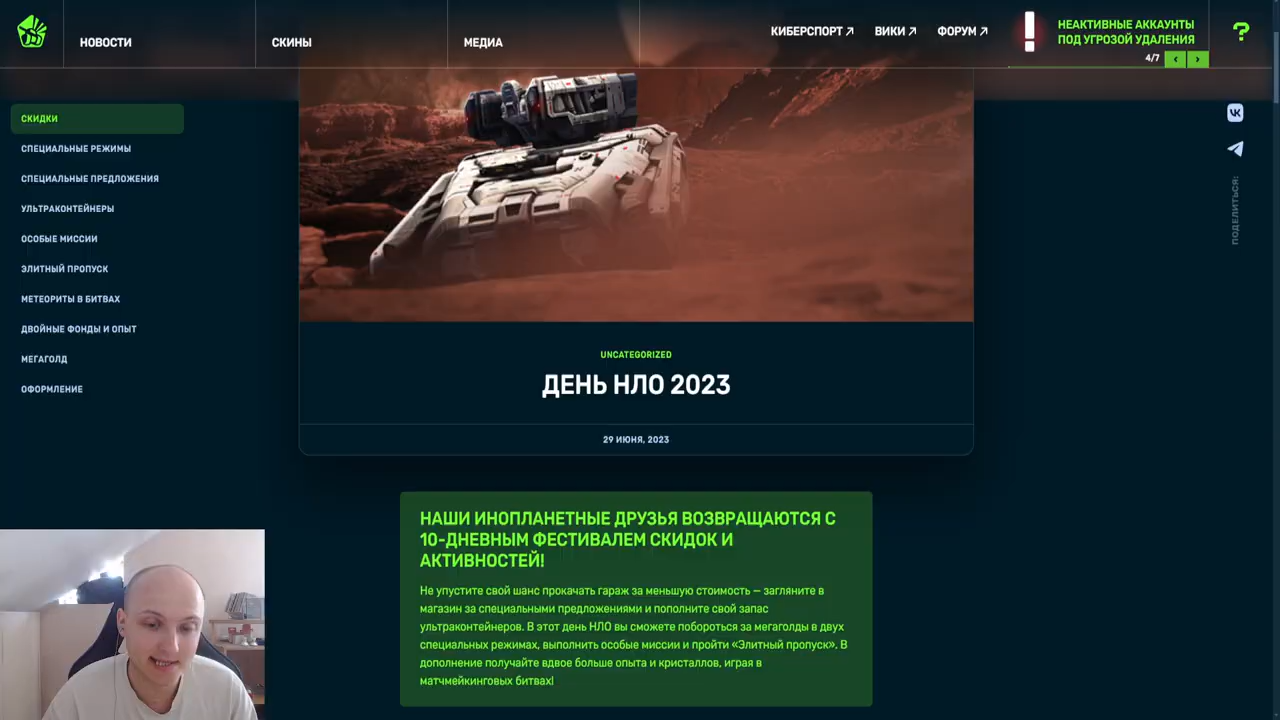 НОВОСТИ
СКИНЫ
МЕДИА
КИБЕРСПОРТ
ВИКИ
ФОРУМ
НЕАКТИВНЫЕ АККАУНТЫ
ПОД УГРОЗОЙ УДАЛЕНИЯ
4/7
СКИДКИ
СПЕЦИАЛЬНЫЕ РЕЖИМЫ
СПЕЦИАЛЬНЫЕ ПРЕДЛОЖЕНИЯ
УЛЬТРАКОНТЕЙНЕРЫ
ОСОБЫЕ МИССИИ
ЭЛИТНЫЙ ПРОПУСК
МЕТЕОРИТЫ В БИТВАХ
ДВОЙНЫЕ ФОНДЫ И ОПЫТ
МЕГАГОЛД
ОФОРМЛЕНИЕ
ПОДЕЛИТЬСЯ:
UNCATEGORIZED
ДЕНЬ НЛО 2023
29 ИЮНЯ, 2023
НАШИ ИНОПЛАНЕТНЫЕ ДРУЗЬЯ ВОЗВРАЩАЮТСЯ С
10-ДНЕВНЫМ ФЕСТИВАЛЕМ СКИДОК И
АКТИВНОСТЕЙ!
Не упустите свой шанс прокачать гараж за меньшую стоимость — загляните в
магазин за специальными предложениями и пополните свой запас
ультраконтейнеров. В этот день НЛО вы сможете побороться за мегаголды в двух
специальных режимах, выполнить особые миссии и пройти «Элитный пропуск». В
дополнение получайте вдвое больше опыта и кристаллов, играя в
матчмейкинговых битвах!